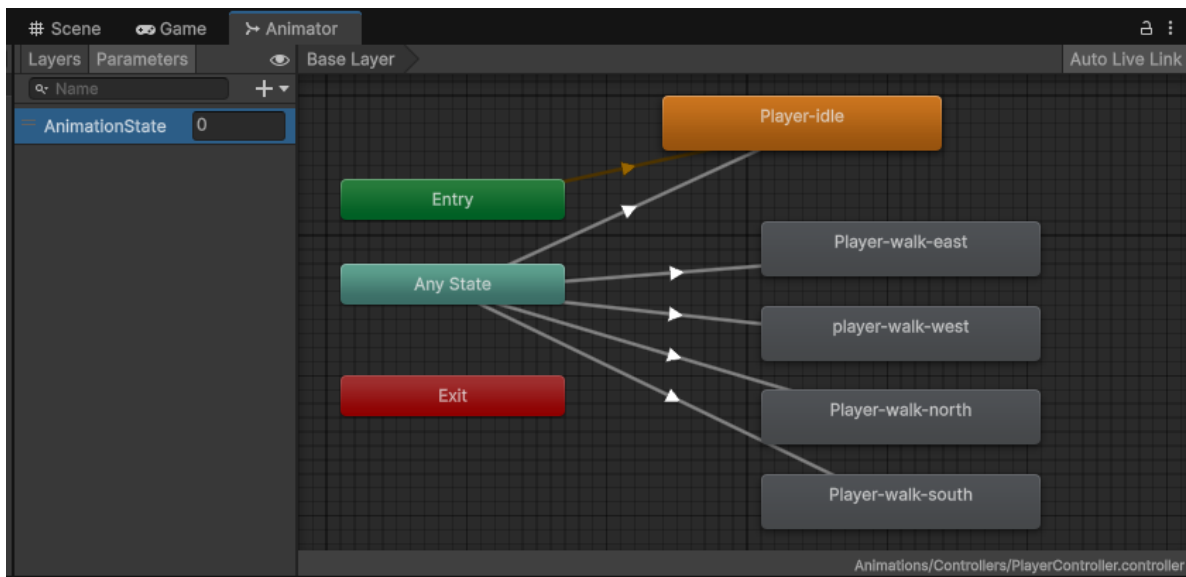 # Scene Game Animator
Layers Parameters Base Layer Auto Live Link
Name
AnimationState 0
Player-idle
Entry
Player-walk-east
Any State
player-walk-west
Exit
Player-walk-north
Player-walk-south
Animations/Controllers/PlayerController.controller